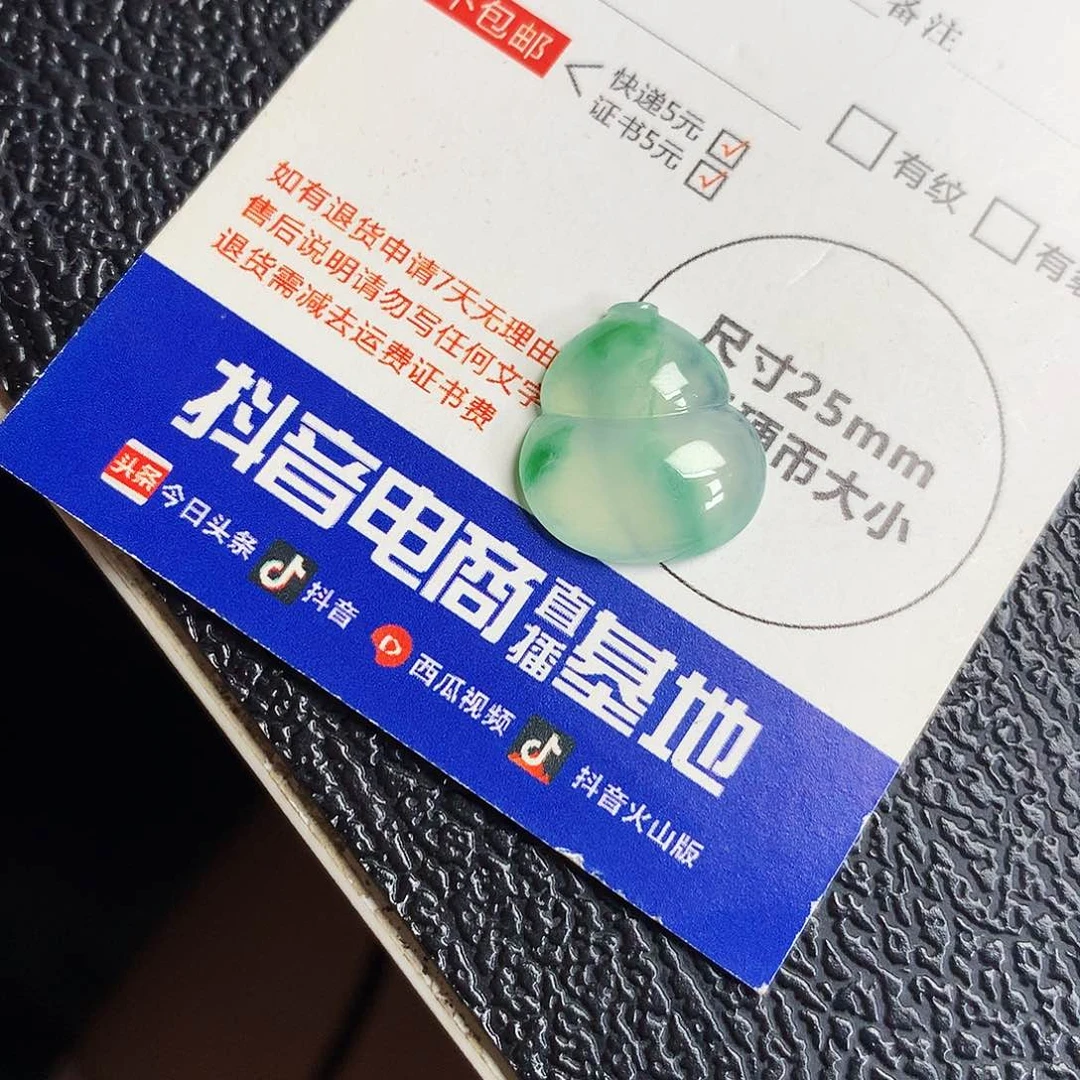 备注
包邮
快递5元
证书5元
有纹
有
如有退货申请7天无理由
售后说明请勿写任何文字
退货需减去运费证书费
尺寸25mm
硬币大小
抖音电商直播基地
头条 今日头条 抖音 西瓜视频 抖音火山版